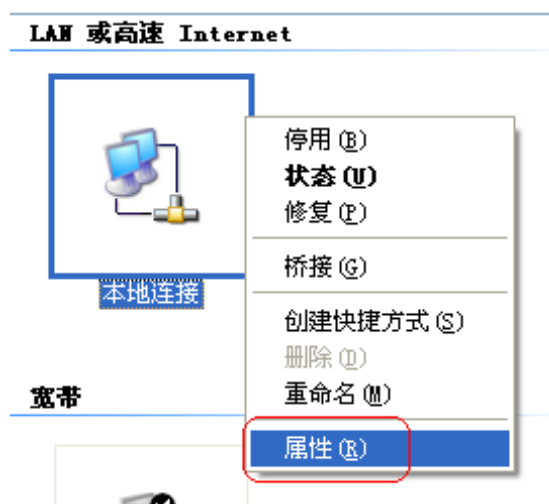 LAN 或高速 Internet
停用(B)
状态(U)
修复(P)
桥接(G)
本地连接
创建快捷方式(S)
删除(D)
重命名(M)
宽带
属性(R)